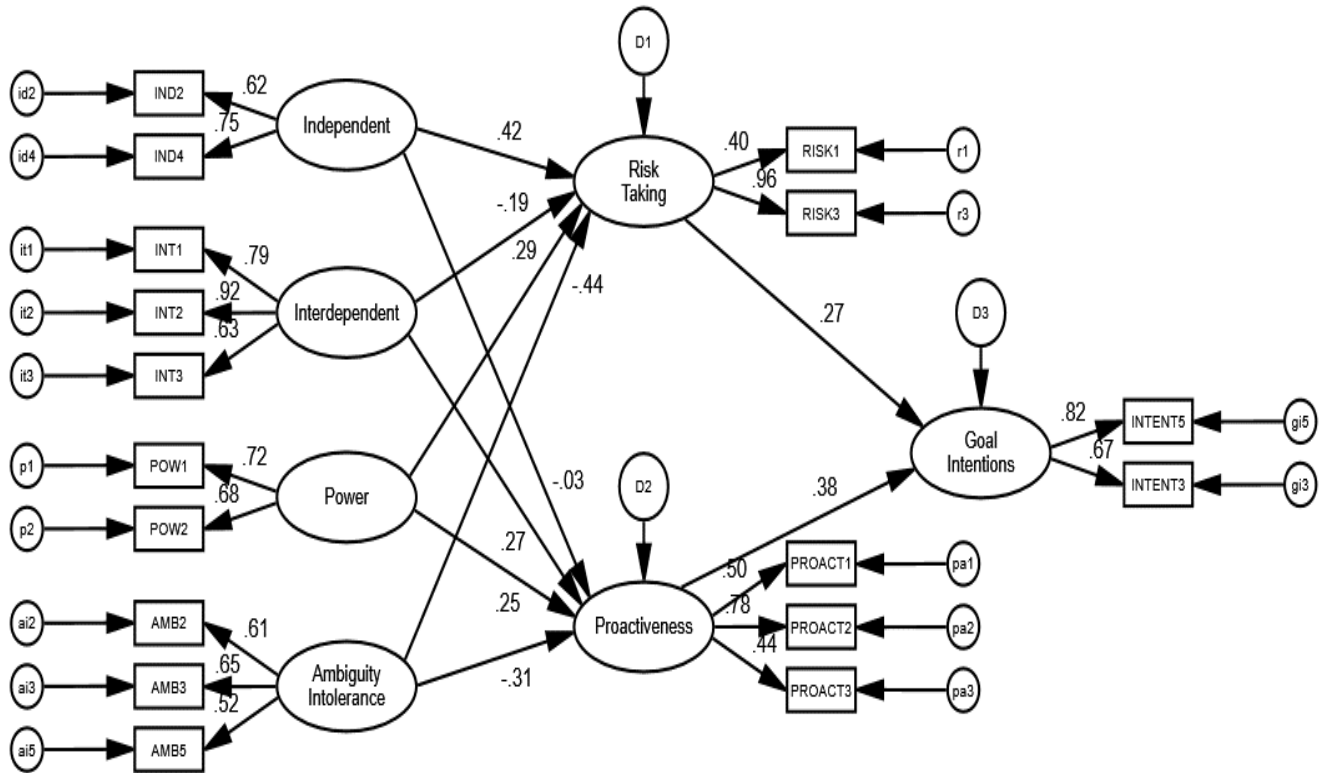 D1
id2
IND2
.62
id4
IND4
.75
Independent
.42
Risk
Taking
.40
RISK1
r1
.96
RISK3
r3
it1
INT1
.79
it2
INT2
.92
it3
INT3
.63
Interdependent
-.19
.29
-.44
.27
D3
p1
POW1
.72
p2
POW2
.68
Power
-.03
.27
.25
D2
.38
Goal
Intentions
.82
INTENT5
gi5
.67
INTENT3
gi3
ai2
AMB2
.61
ai3
AMB3
.65
ai5
AMB5
.52
Ambiguity
Intolerance
-.31
Proactiveness
.50
PROACT1
pa1
.78
PROACT2
pa2
.44
PROACT3
pa3